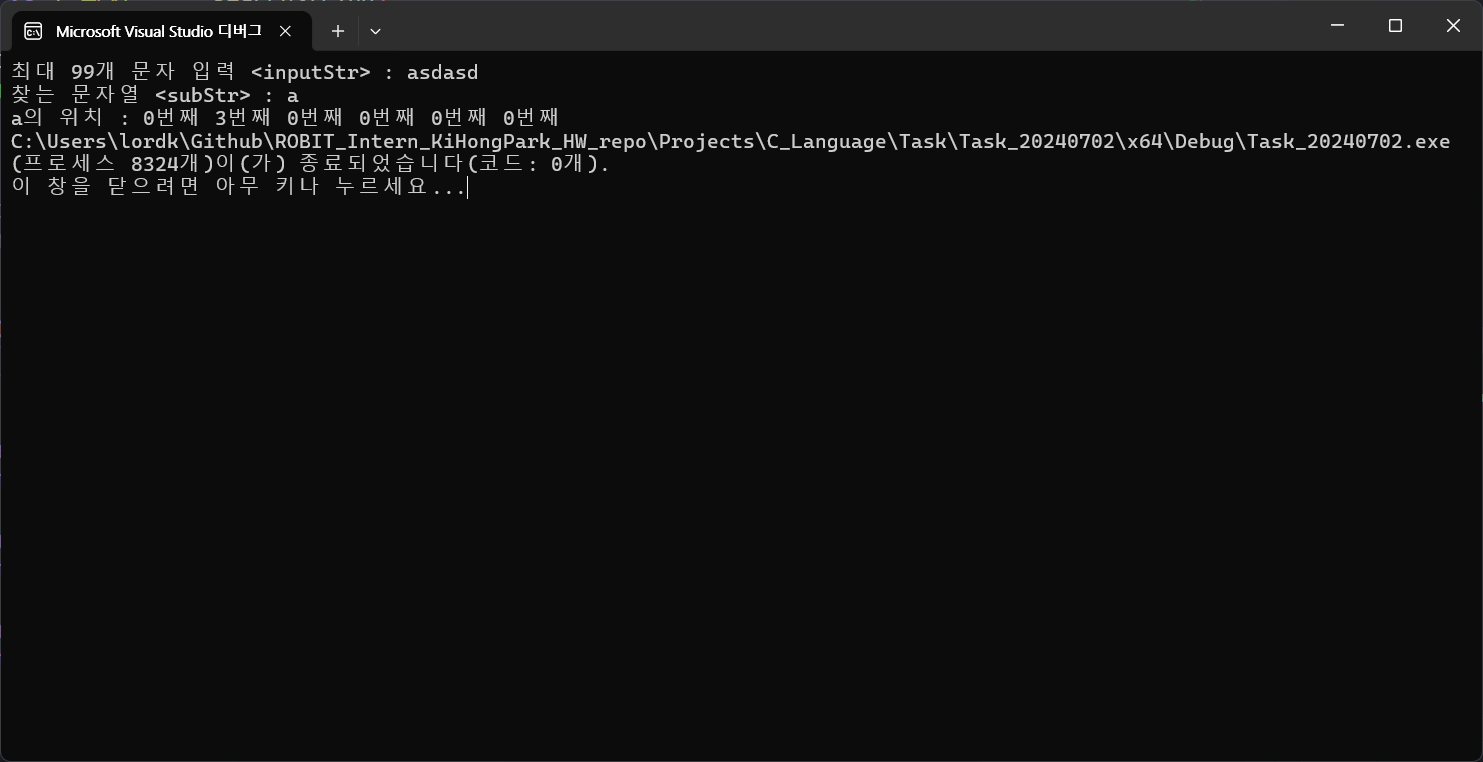 Microsoft Visual Studio 디버그
최대 99개 문자 입력 <inputStr> : asdasd
찾는 문자열 <subStr> : a
a의 위치 : 0번째 3번째 0번째 0번째 0번째 0번째
C:\Users\lordk\Github\ROBIT_Intern_KiHongPark_HW_repo\Projects\C_Language\Task\Task_20240702\x64\Debug\Task_20240702.exe
(프로세스 8324개)이(가) 종료되었습니다(코드: 0개).
이 창을 닫으려면 아무 키나 누르세요...